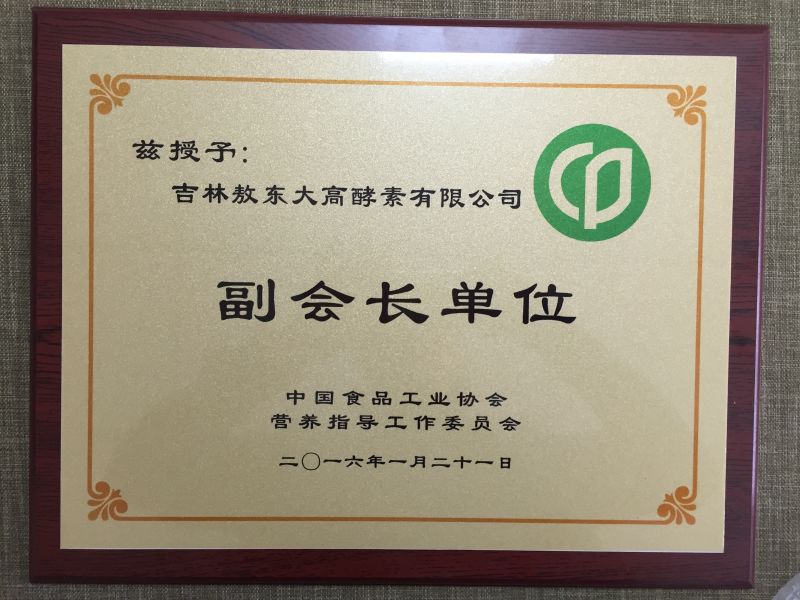 兹授予：
吉林敖东大高酵素有限公司
副会长单位
中国食品工业协会
营养指导工作委员会
二〇一六年一月二十一日